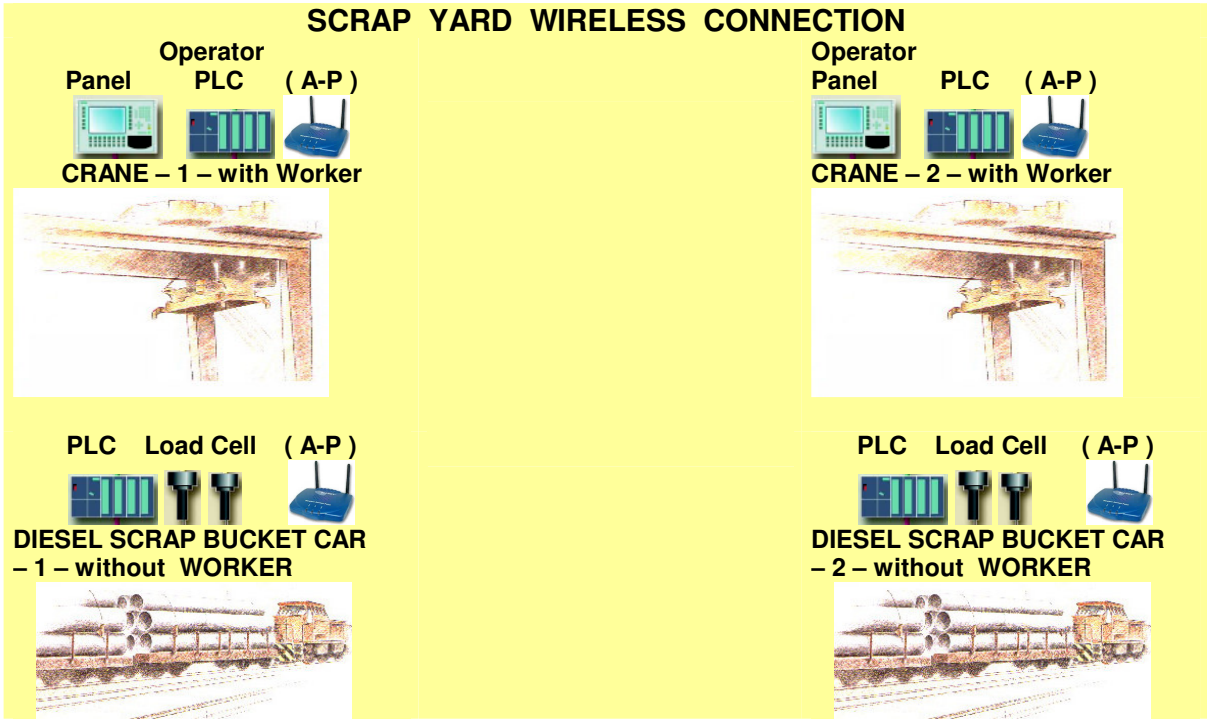 SCRAP YARD WIRELESS CONNECTION
Operator
Panel PLC ( A-P )
CRANE – 1 – with Worker
Operator
Panel PLC ( A-P )
CRANE – 2 – with Worker
PLC Load Cell ( A-P )
DIESEL SCRAP BUCKET CAR
– 1 – without WORKER
PLC Load Cell ( A-P )
DIESEL SCRAP BUCKET CAR
– 2 – without WORKER